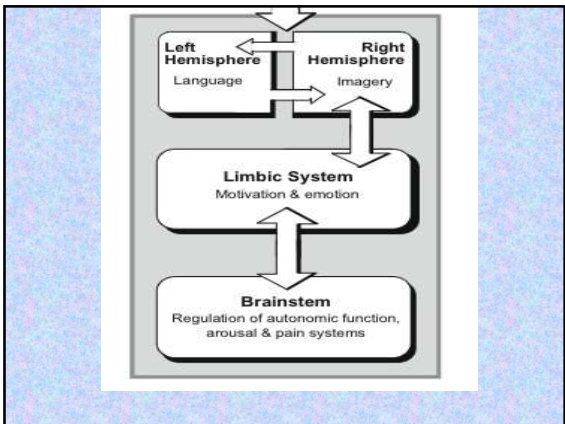 Left
Hemisphere
Language
Right
Hemisphere
Imagery
Limbic System
Motivation & emotion
Brainstem
Regulation of autonomic function,
arousal & pain systems